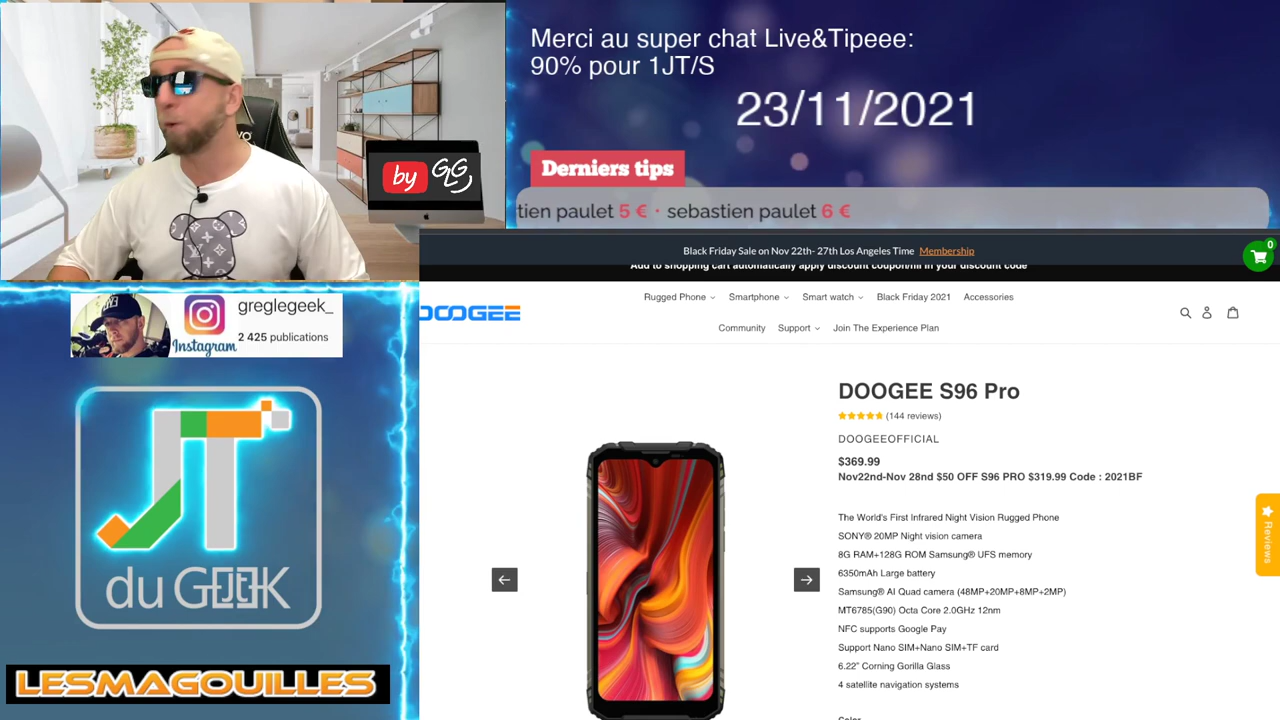 Merci au super chat Live&Tipeee:
90% pour 1JT/S
23/11/2021
Derniers tips
tien paulet 5 € · sebastien paulet 6 €
by GLG
Black Friday Sale on Nov 22th- 27th Los Angeles Time Membership
Add to shopping cart automatically apply discount coupon/fill in your discount code
0
Rugged Phone
Smartphone
Smart watch
Black Friday 2021
Accessories
DOOGEE
Community
Support
Join The Experience Plan
greglegeek_
2 425 publications
Instagram
JT
du GEEK
LESMAGOUILLES
DOOGEE S96 Pro
(144 reviews)
DOOGEEOFFICIAL
$369.99
Nov22nd-Nov 28nd $50 OFF S96 PRO $319.99 Code : 2021BF
The World's First Infrared Night Vision Rugged Phone
SONY® 20MP Night vision camera
8G RAM+128G ROM Samsung® UFS memory
6350mAh Large battery
Samsung® AI Quad camera (48MP+20MP+8MP+2MP)
MT6785(G90) Octa Core 2.0GHz 12nm
NFC supports Google Pay
Support Nano SIM+Nano SIM+TF card
6.22” Corning Gorilla Glass
4 satellite navigation systems
Color
Reviews